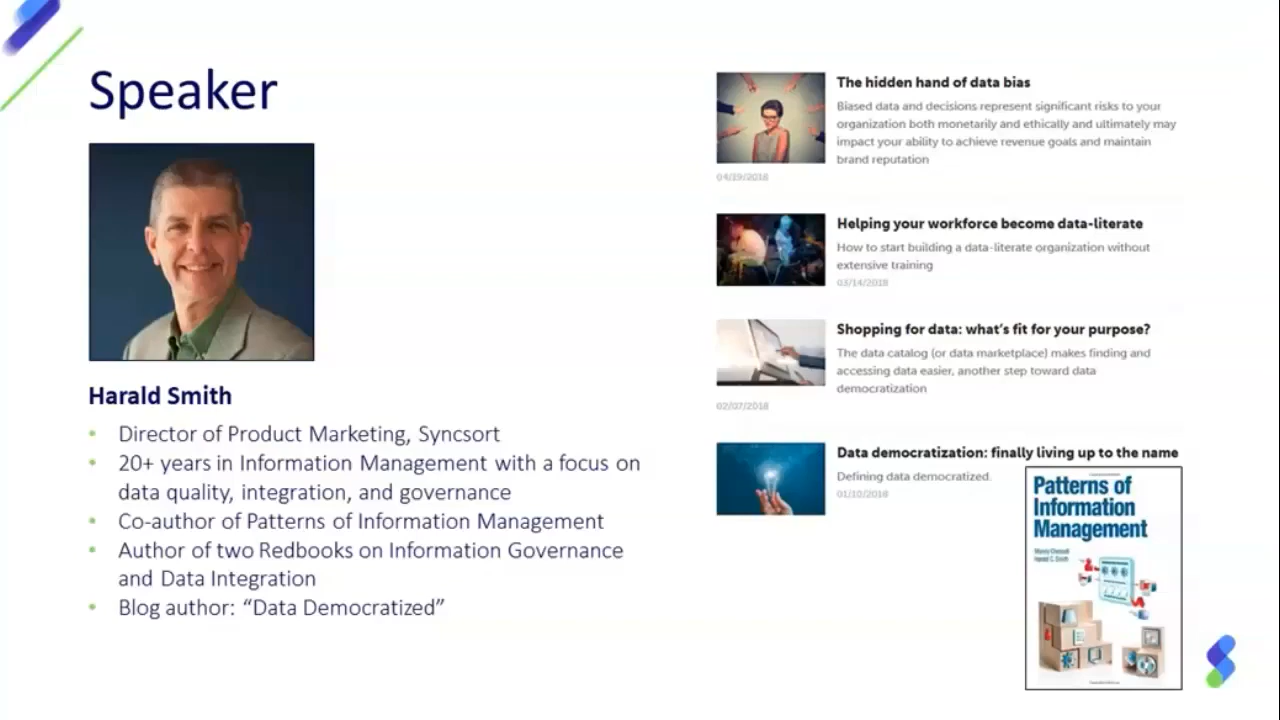 Speaker
Harald Smith
• Director of Product Marketing, Syncsort
• 20+ years in Information Management with a focus on
data quality, integration, and governance
• Co-author of Patterns of Information Management
• Author of two Redbooks on Information Governance
and Data Integration
• Blog author: “Data Democratized”
The hidden hand of data bias
Biased data and decisions represent significant risks to your
organization both monetarily and ethically and ultimately may
impact your ability to achieve revenue goals and maintain
brand reputation
04/19/2018
Helping your workforce become data-literate
How to start building a data-literate organization without
extensive training
03/14/2018
Shopping for data: what’s fit for your purpose?
The data catalog (or data marketplace) makes finding and
accessing data easier, another step toward data
democratization
02/07/2018
Data democratization: finally living up to the name
Defining data democratized.
01/10/2018
Patterns of
Information
Management
Harald C. Smith